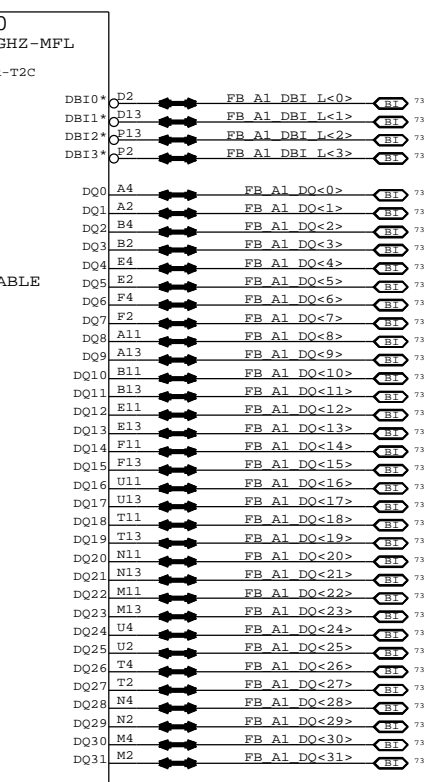 0
GHZ-MFL
-T2C
DBI0* D2 FB_A1_DBI_L<0> BI 73
DBI1* D13 FB_A1_DBI_L<1> BI 73
DBI2* P13 FB_A1_DBI_L<2> BI 73
DBI3* P2 FB_A1_DBI_L<3> BI 73
DQ0 A4 FB_A1_DQ<0> BI 73
DQ1 A2 FB_A1_DQ<1> BI 73
DQ2 B4 FB_A1_DQ<2> BI 73
DQ3 B2 FB_A1_DQ<3> BI 73
DQ4 E4 FB_A1_DQ<4> BI 73
ABLE DQ5 E2 FB_A1_DQ<5> BI 73
DQ6 F4 FB_A1_DQ<6> BI 73
DQ7 F2 FB_A1_DQ<7> BI 73
DQ8 A11 FB_A1_DQ<8> BI 73
DQ9 A13 FB_A1_DQ<9> BI 73
DQ10 B11 FB_A1_DQ<10> BI 73
DQ11 B13 FB_A1_DQ<11> BI 73
DQ12 E11 FB_A1_DQ<12> BI 73
DQ13 E13 FB_A1_DQ<13> BI 73
DQ14 F11 FB_A1_DQ<14> BI 73
DQ15 F13 FB_A1_DQ<15> BI 73
DQ16 U11 FB_A1_DQ<16> BI 73
DQ17 U13 FB_A1_DQ<17> BI 73
DQ18 T11 FB_A1_DQ<18> BI 73
DQ19 T13 FB_A1_DQ<19> BI 73
DQ20 N11 FB_A1_DQ<20> BI 73
DQ21 N13 FB_A1_DQ<21> BI 73
DQ22 M11 FB_A1_DQ<22> BI 73
DQ23 M13 FB_A1_DQ<23> BI 73
DQ24 U4 FB_A1_DQ<24> BI 73
DQ25 U2 FB_A1_DQ<25> BI 73
DQ26 T4 FB_A1_DQ<26> BI 73
DQ27 T2 FB_A1_DQ<27> BI 73
DQ28 N4 FB_A1_DQ<28> BI 73
DQ29 N2 FB_A1_DQ<29> BI 73
DQ30 M4 FB_A1_DQ<30> BI 73
DQ31 M2 FB_A1_DQ<31> BI 73